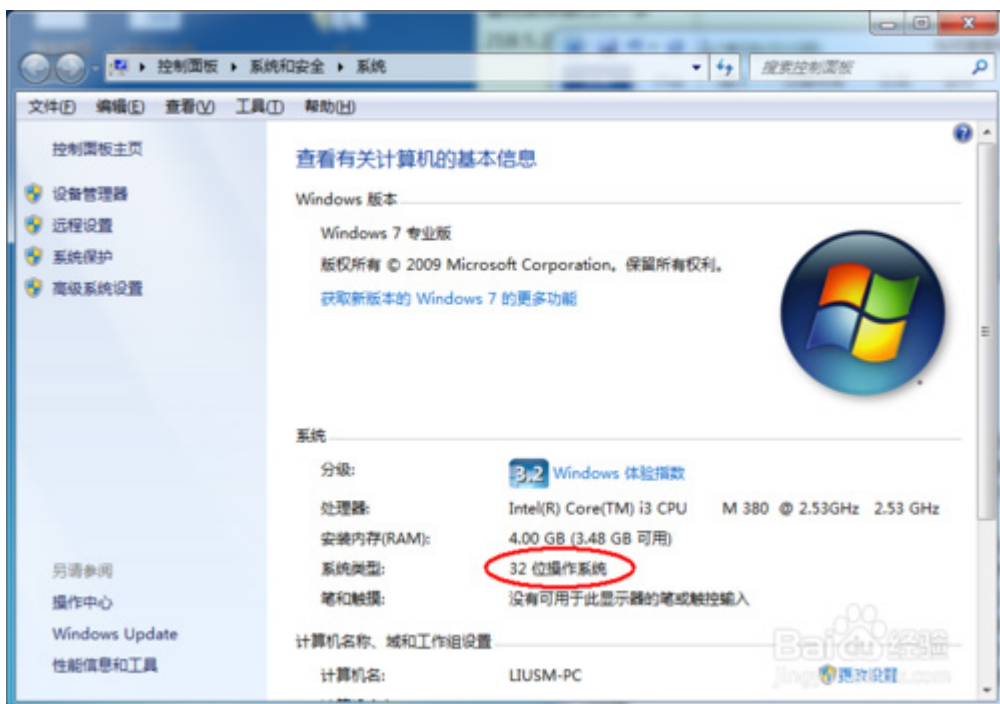 控制面板 ▸ 系统和安全 ▸ 系统
搜索控制面板
文件(F) 编辑(E) 查看(V) 工具(T) 帮助(H)
控制面板主页
设备管理器
远程设置
系统保护
高级系统设置
另请参阅
操作中心
Windows Update
性能信息和工具
查看有关计算机的基本信息
Windows 版本
Windows 7 专业版
版权所有 © 2009 Microsoft Corporation。保留所有权利。
获取新版本的 Windows 7 的更多功能
系统
分级: 3.2 Windows 体验指数
处理器: Intel(R) Core(TM) i3 CPU M 380 @ 2.53GHz 2.53 GHz
安装内存(RAM): 4.00 GB (3.48 GB 可用)
系统类型: 32 位操作系统
笔和触摸: 没有可用于此显示器的笔或触控输入
计算机名称、域和工作组设置
计算机名: LIUSM-PC
更改设置
Baidu 经验